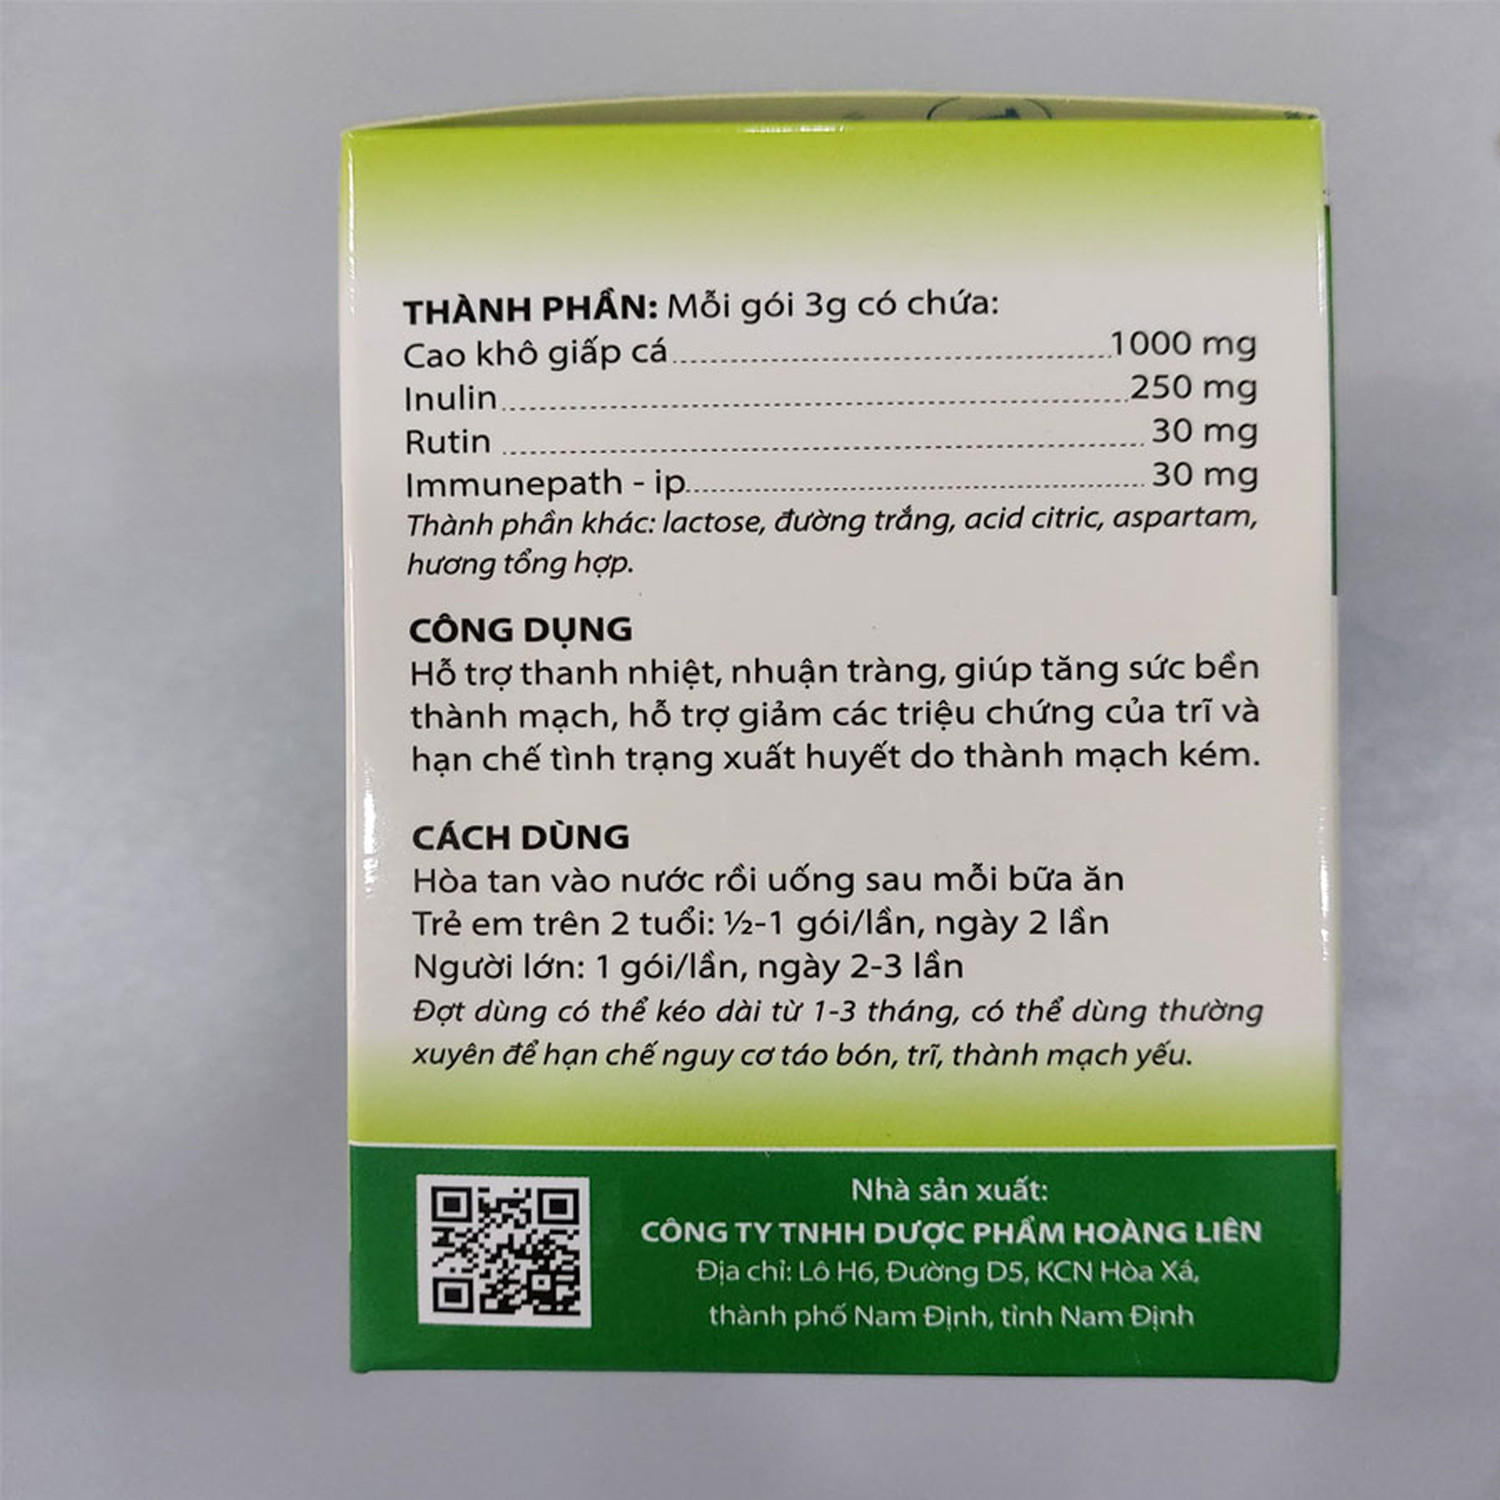 THÀNH PHẦN: Mỗi gói 3g có chứa:
Cao khô giấp cá 1000 mg
Inulin 250 mg
Rutin 30 mg
Immunepath - ip 30 mg
Thành phần khác: lactose, đường trắng, acid citric, aspartam,
hương tổng hợp.
CÔNG DỤNG
Hỗ trợ thanh nhiệt, nhuận tràng, giúp tăng sức bền
thành mạch, hỗ trợ giảm các triệu chứng của trĩ và
hạn chế tình trạng xuất huyết do thành mạch kém.
CÁCH DÙNG
Hòa tan vào nước rồi uống sau mỗi bữa ăn
Trẻ em trên 2 tuổi: ½-1 gói/lần, ngày 2 lần
Người lớn: 1 gói/lần, ngày 2-3 lần
Đợt dùng có thể kéo dài từ 1-3 tháng, có thể dùng thường
xuyên để hạn chế nguy cơ táo bón, trĩ, thành mạch yếu.
Nhà sản xuất:
CÔNG TY TNHH DƯỢC PHẨM HOÀNG LIÊN
Địa chỉ: Lô H6, Đường D5, KCN Hòa Xá,
thành phố Nam Định, tỉnh Nam Định